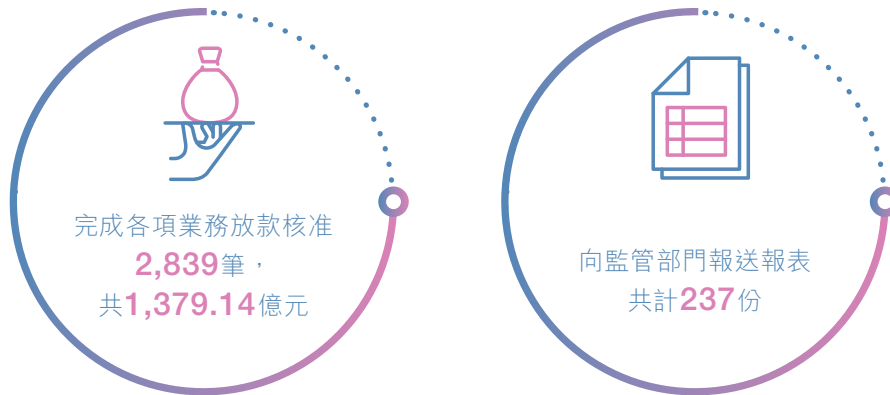 完成各項業務放款核准
2,839筆，
共1,379.14億元
向監管部門報送報表
共計237份